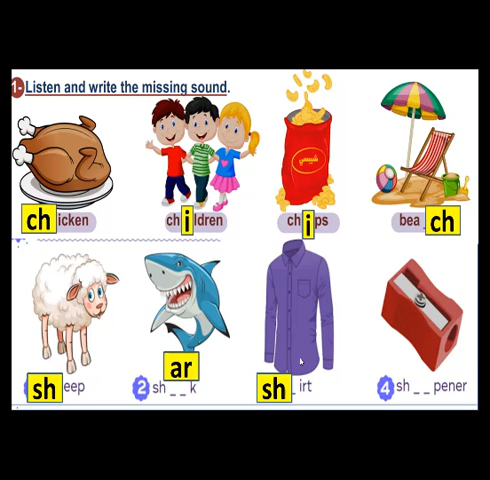 1- Listen and write the missing sound.
ch icken
ch i ldren
ch i ps
bea ch
شيبسي
sh eep
2 sh _ _ k
ar
sh _ irt
4 sh _ _ pener